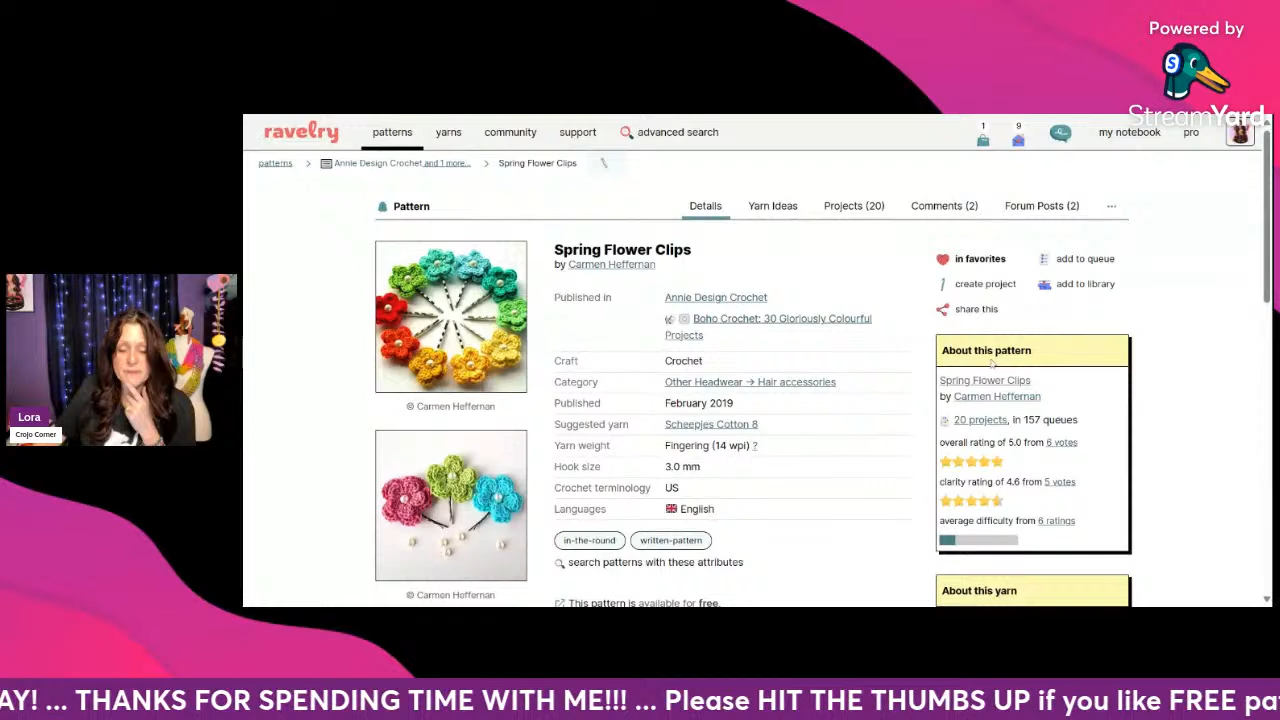 Powered by
StreamYard
ravelry
patterns
yarns
community
support
advanced search
1
9
my notebook
pro
patterns > Annie Design Crochet and 1 more... > Spring Flower Clips
Pattern
Details
Yarn Ideas
Projects (20)
Comments (2)
Forum Posts (2)
...
Spring Flower Clips
by Carmen Heffernan
Published in Annie Design Crochet
Boho Crochet: 30 Gloriously Colourful
Projects
Craft Crochet
Category Other Headwear → Hair accessories
Published February 2019
Suggested yarn Scheepjes Cotton 8
Yarn weight Fingering (14 wpi) ?
Hook size 3.0 mm
Crochet terminology US
Languages English
in-the-round
written-pattern
search patterns with these attributes
This pattern is available for free.
© Carmen Heffernan
© Carmen Heffernan
in favorites
add to queue
create project
add to library
share this
About this pattern
Spring Flower Clips
by Carmen Heffernan
20 projects, in 157 queues
overall rating of 5.0 from 6 votes
clarity rating of 4.6 from 5 votes
average difficulty from 6 ratings
About this yarn
Lora
Crojo Corner
AY! ... THANKS FOR SPENDING TIME WITH ME!!! ... Please HIT THE THUMBS UP if you like FREE pa